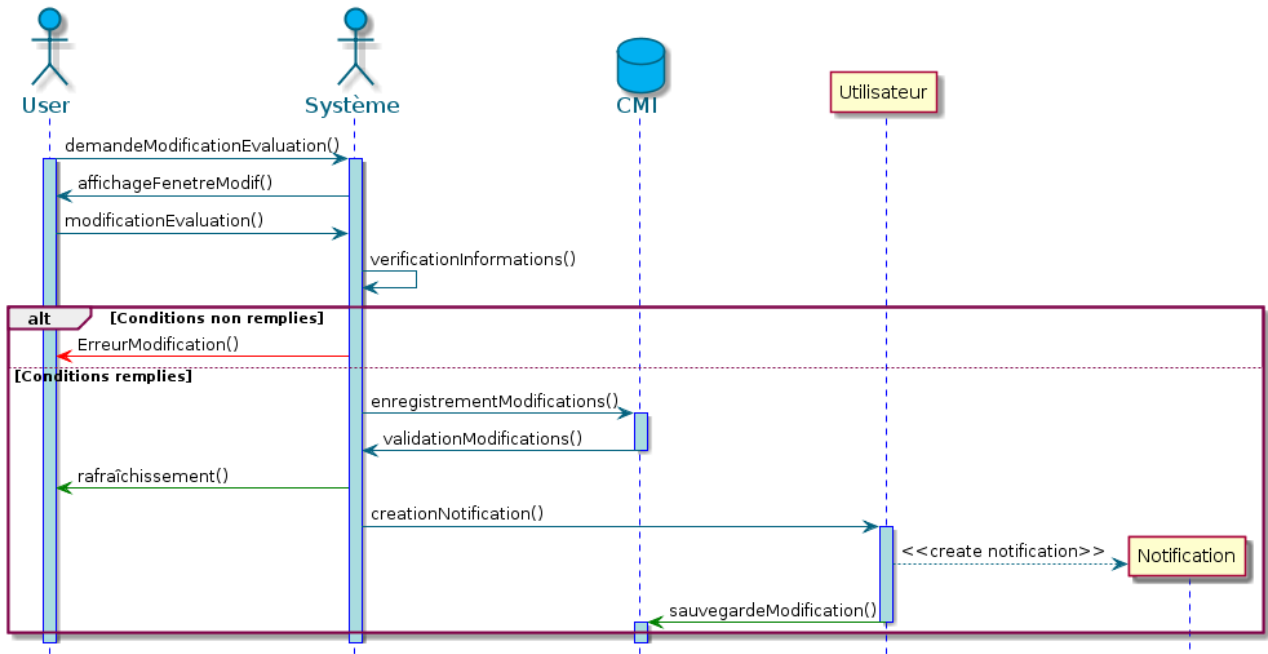 User
Système
CMI
Utilisateur
demandeModificationEvaluation()
affichageFenetreModif()
modificationEvaluation()
verificationInformations()
alt [Conditions non remplies]
ErreurModification()
[Conditions remplies]
enregistrementModifications()
validationModifications()
rafraîchissement()
creationNotification()
<<create notification>>
Notification
sauvegardeModification()